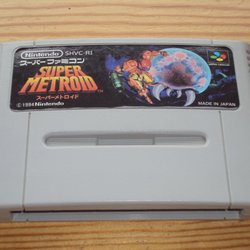 Nintendo SHVC-RI
スーパーファミコン
SUPER
METROID
スーパーメトロイド
© 1994 Nintendo
MADE IN JAPAN